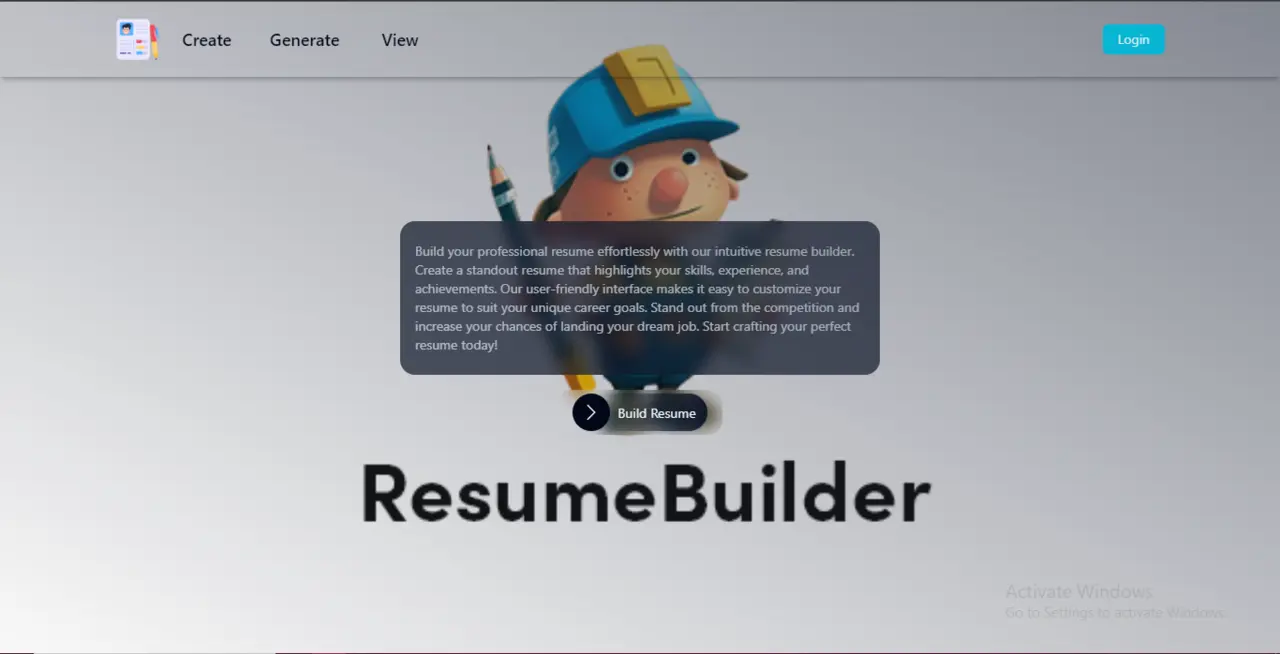 Create Generate View Login
Build your professional resume effortlessly with our intuitive resume builder.
Create a standout resume that highlights your skills, experience, and
achievements. Our user-friendly interface makes it easy to customize your
resume to suit your unique career goals. Stand out from the competition and
increase your chances of landing your dream job. Start crafting your perfect
resume today!
Build Resume
ResumeBuilder
Activate Windows
Go to Settings to activate Windows.